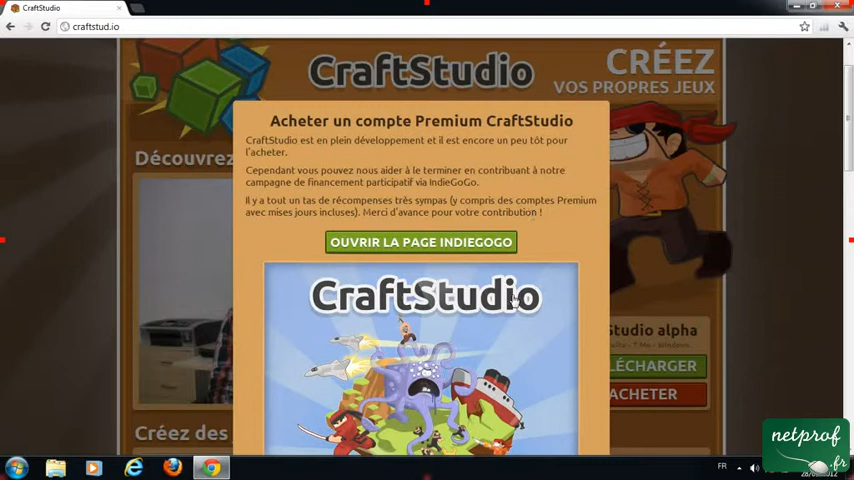 CraftStudio
craftstud.io
CraftStudio
CRÉEZ
VOS PROPRES JEUX
Découvrez
Acheter un compte Premium CraftStudio
CraftStudio est en plein développement et il est encore un peu tôt pour
l'acheter.
Cependant vous pouvez nous aider à le terminer en contribuant à notre
campagne de financement participatif via IndieGoGo.
Il y a tout un tas de récompenses très sympas (y compris des comptes Premium
avec mises jours incluses). Merci d'avance pour votre contribution !
OUVRIR LA PAGE INDIEGOGO
CraftStudio
Studio alpha
LÉCHARGER
ACHETER
Créez des
netprof
.fr
FR